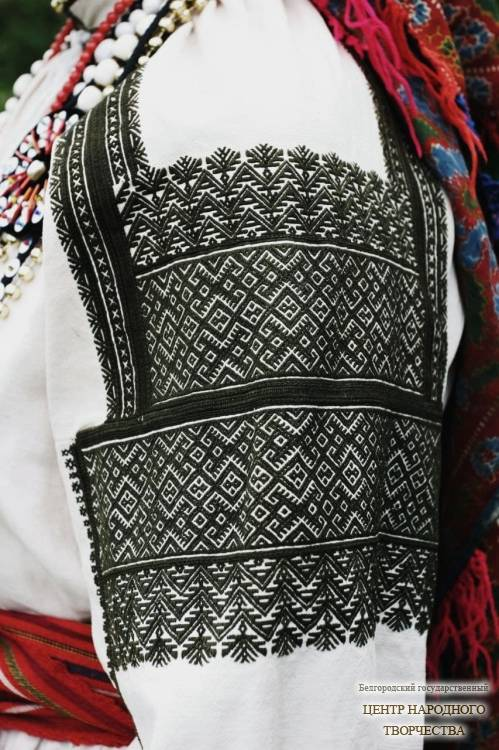 Белгородский государственный
ЦЕНТР НАРОДНОГО
ТВОРЧЕСТВА